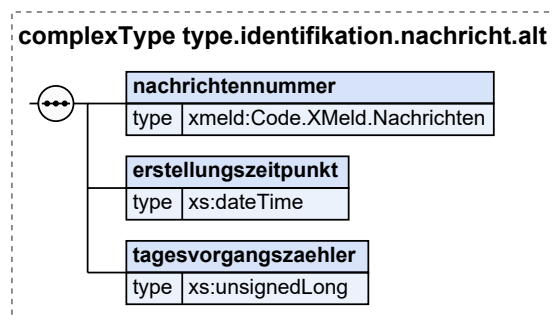 complexType type.identifikation.nachricht.alt
nachrichtennummer
type xmeld:Code.XMeld.Nachrichten
erstellungszeitpunkt
type xs:dateTime
tagesvorgangszaehler
type xs:unsignedLong